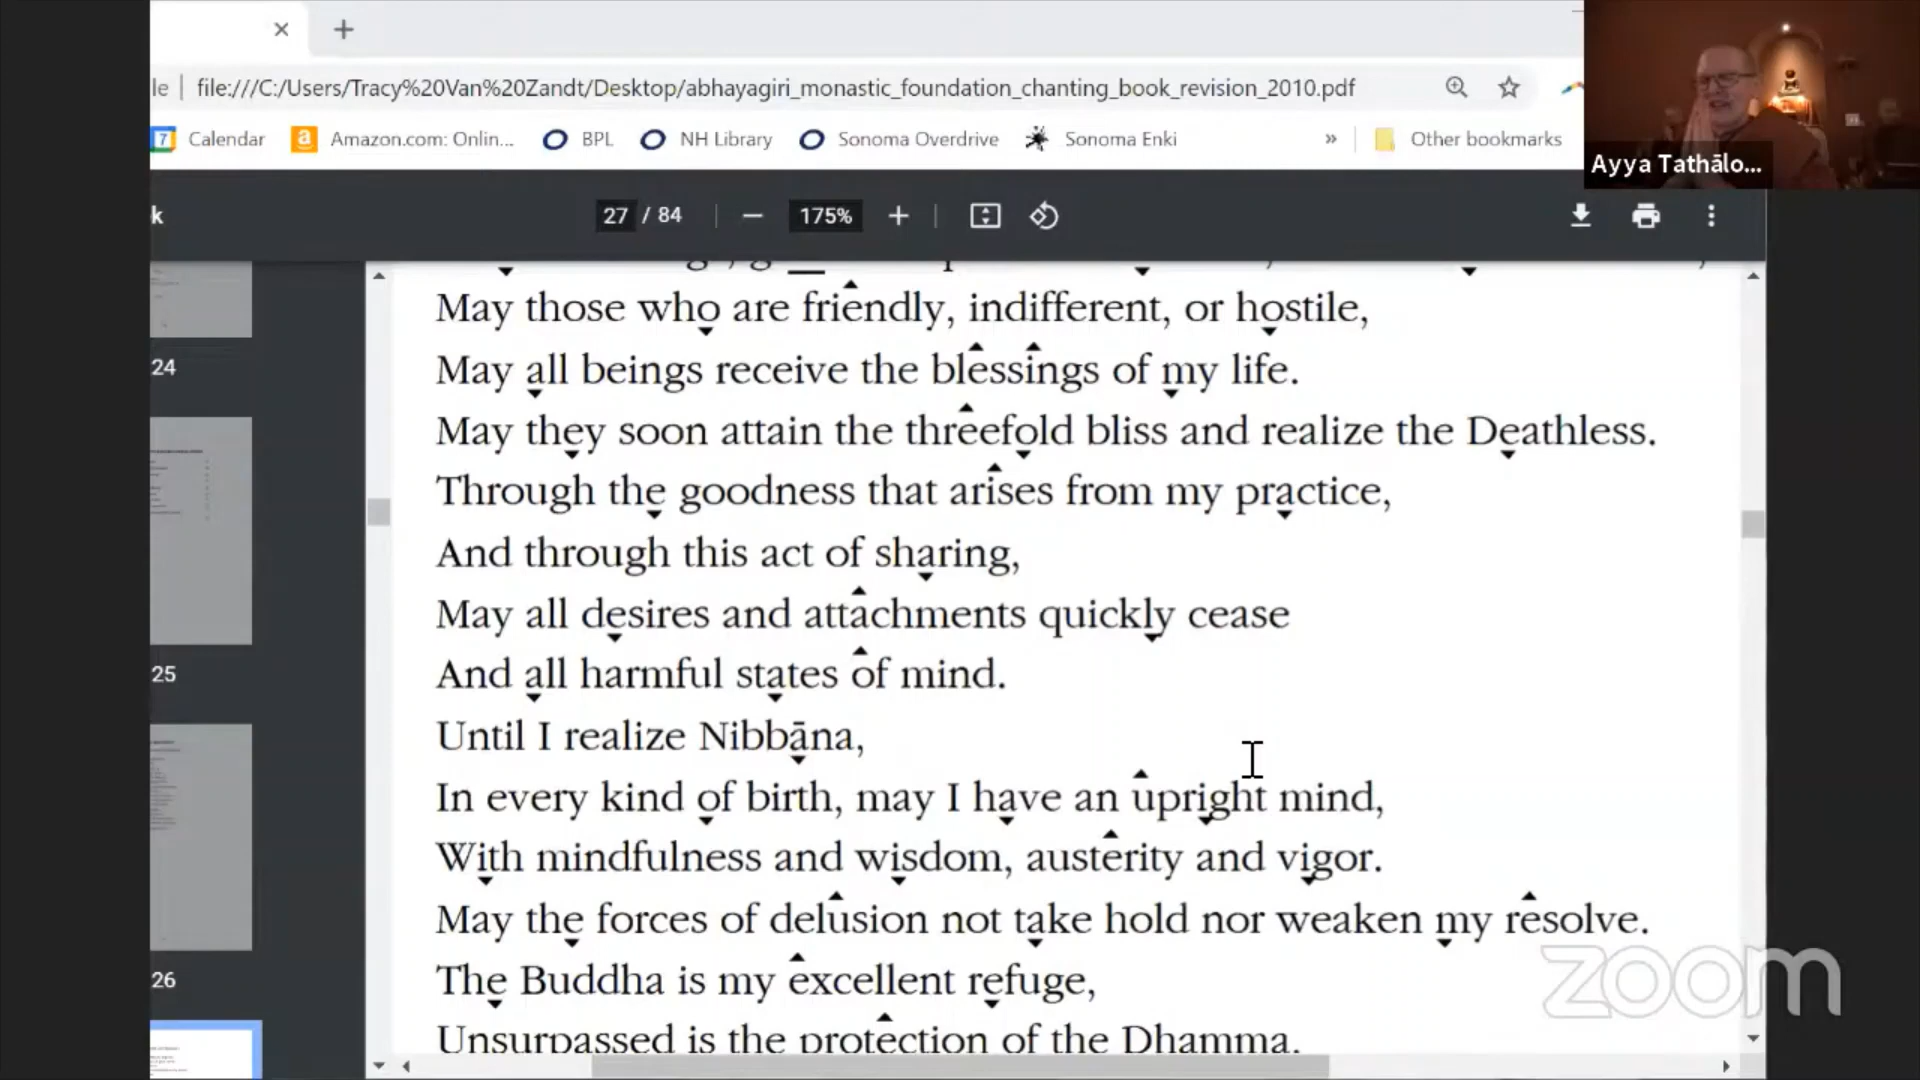 le | file:///C:/Users/Tracy%20Van%20Zandt/Desktop/abhayagiri_monastic_foundation_chanting_book_revision_2010.pdf
7 Calendar a Amazon.com: Onlin... BPL NH Library Sonoma Overdrive Sonoma Enki » Other bookmarks
Ayya Tathālo...
k 27 / 84 175%
May those who are friendly, indifferent, or hostile,
May all beings receive the blessings of my life.
May they soon attain the threefold bliss and realize the Deathless.
Through the goodness that arises from my practice,
And through this act of sharing,
May all desires and attachments quickly cease
And all harmful states of mind.
Until I realize Nibbāna,
In every kind of birth, may I have an upright mind,
With mindfulness and wisdom, austerity and vigor.
May the forces of delusion not take hold nor weaken my resolve.
The Buddha is my excellent refuge,
Unsurpassed is the protection of the Dhamma.
24
25
26
zoom